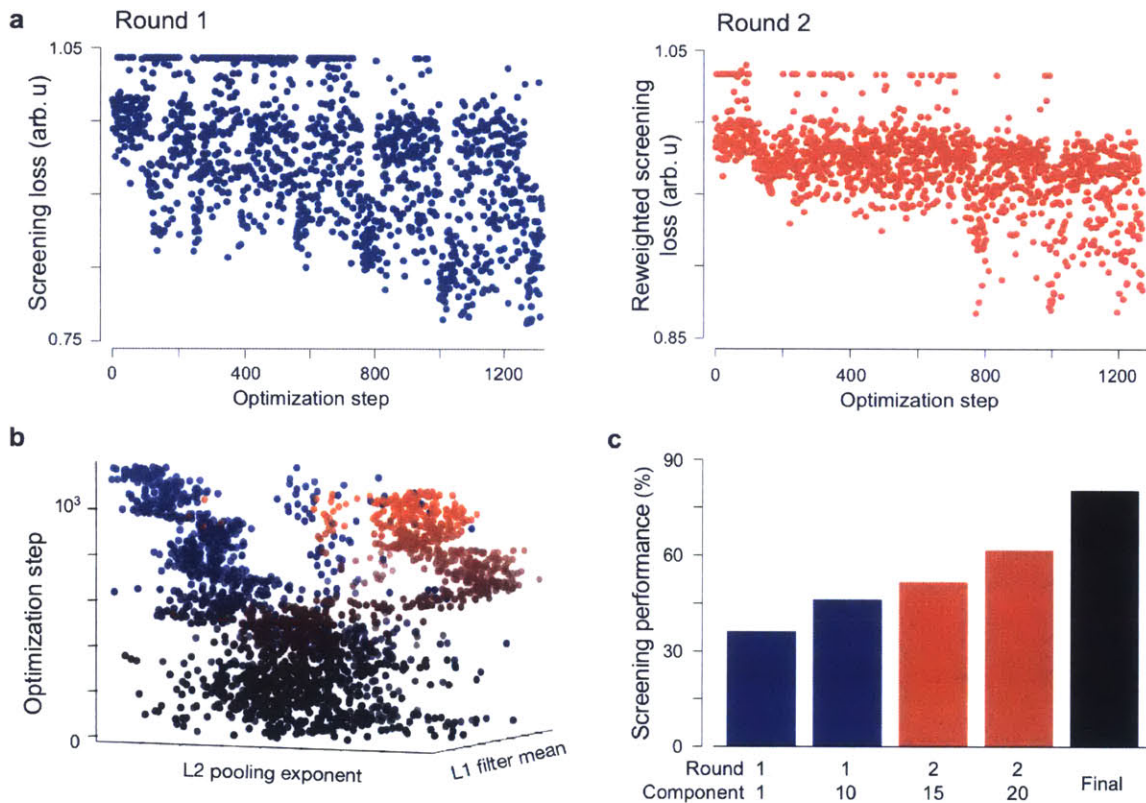 a
Round 1
1.05
Screening loss (arb. u)
0.75
0
400
800
1200
Optimization step
Round 2
1.05
Reweighted screening
loss (arb. u)
0.85
0
400
800
1200
Optimization step
b
10³
Optimization step
0
L2 pooling exponent
L1 filter mean
c
90
Screening performance (%)
60
30
0
Round 1 1 2 2
Component 1 10 15 20 Final